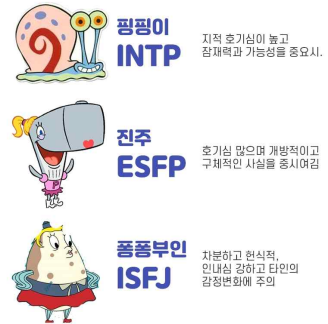 핑핑이
INTP
지적 호기심이 높고
잠재력과 가능성을 중요시.
진주
ESFP
호기심 많으며 개방적이고
구체적인 사실을 중시여김
퐁퐁부인
ISFJ
차분하고 헌식적,
인내심 강하고 타인의
감정변화에 주의